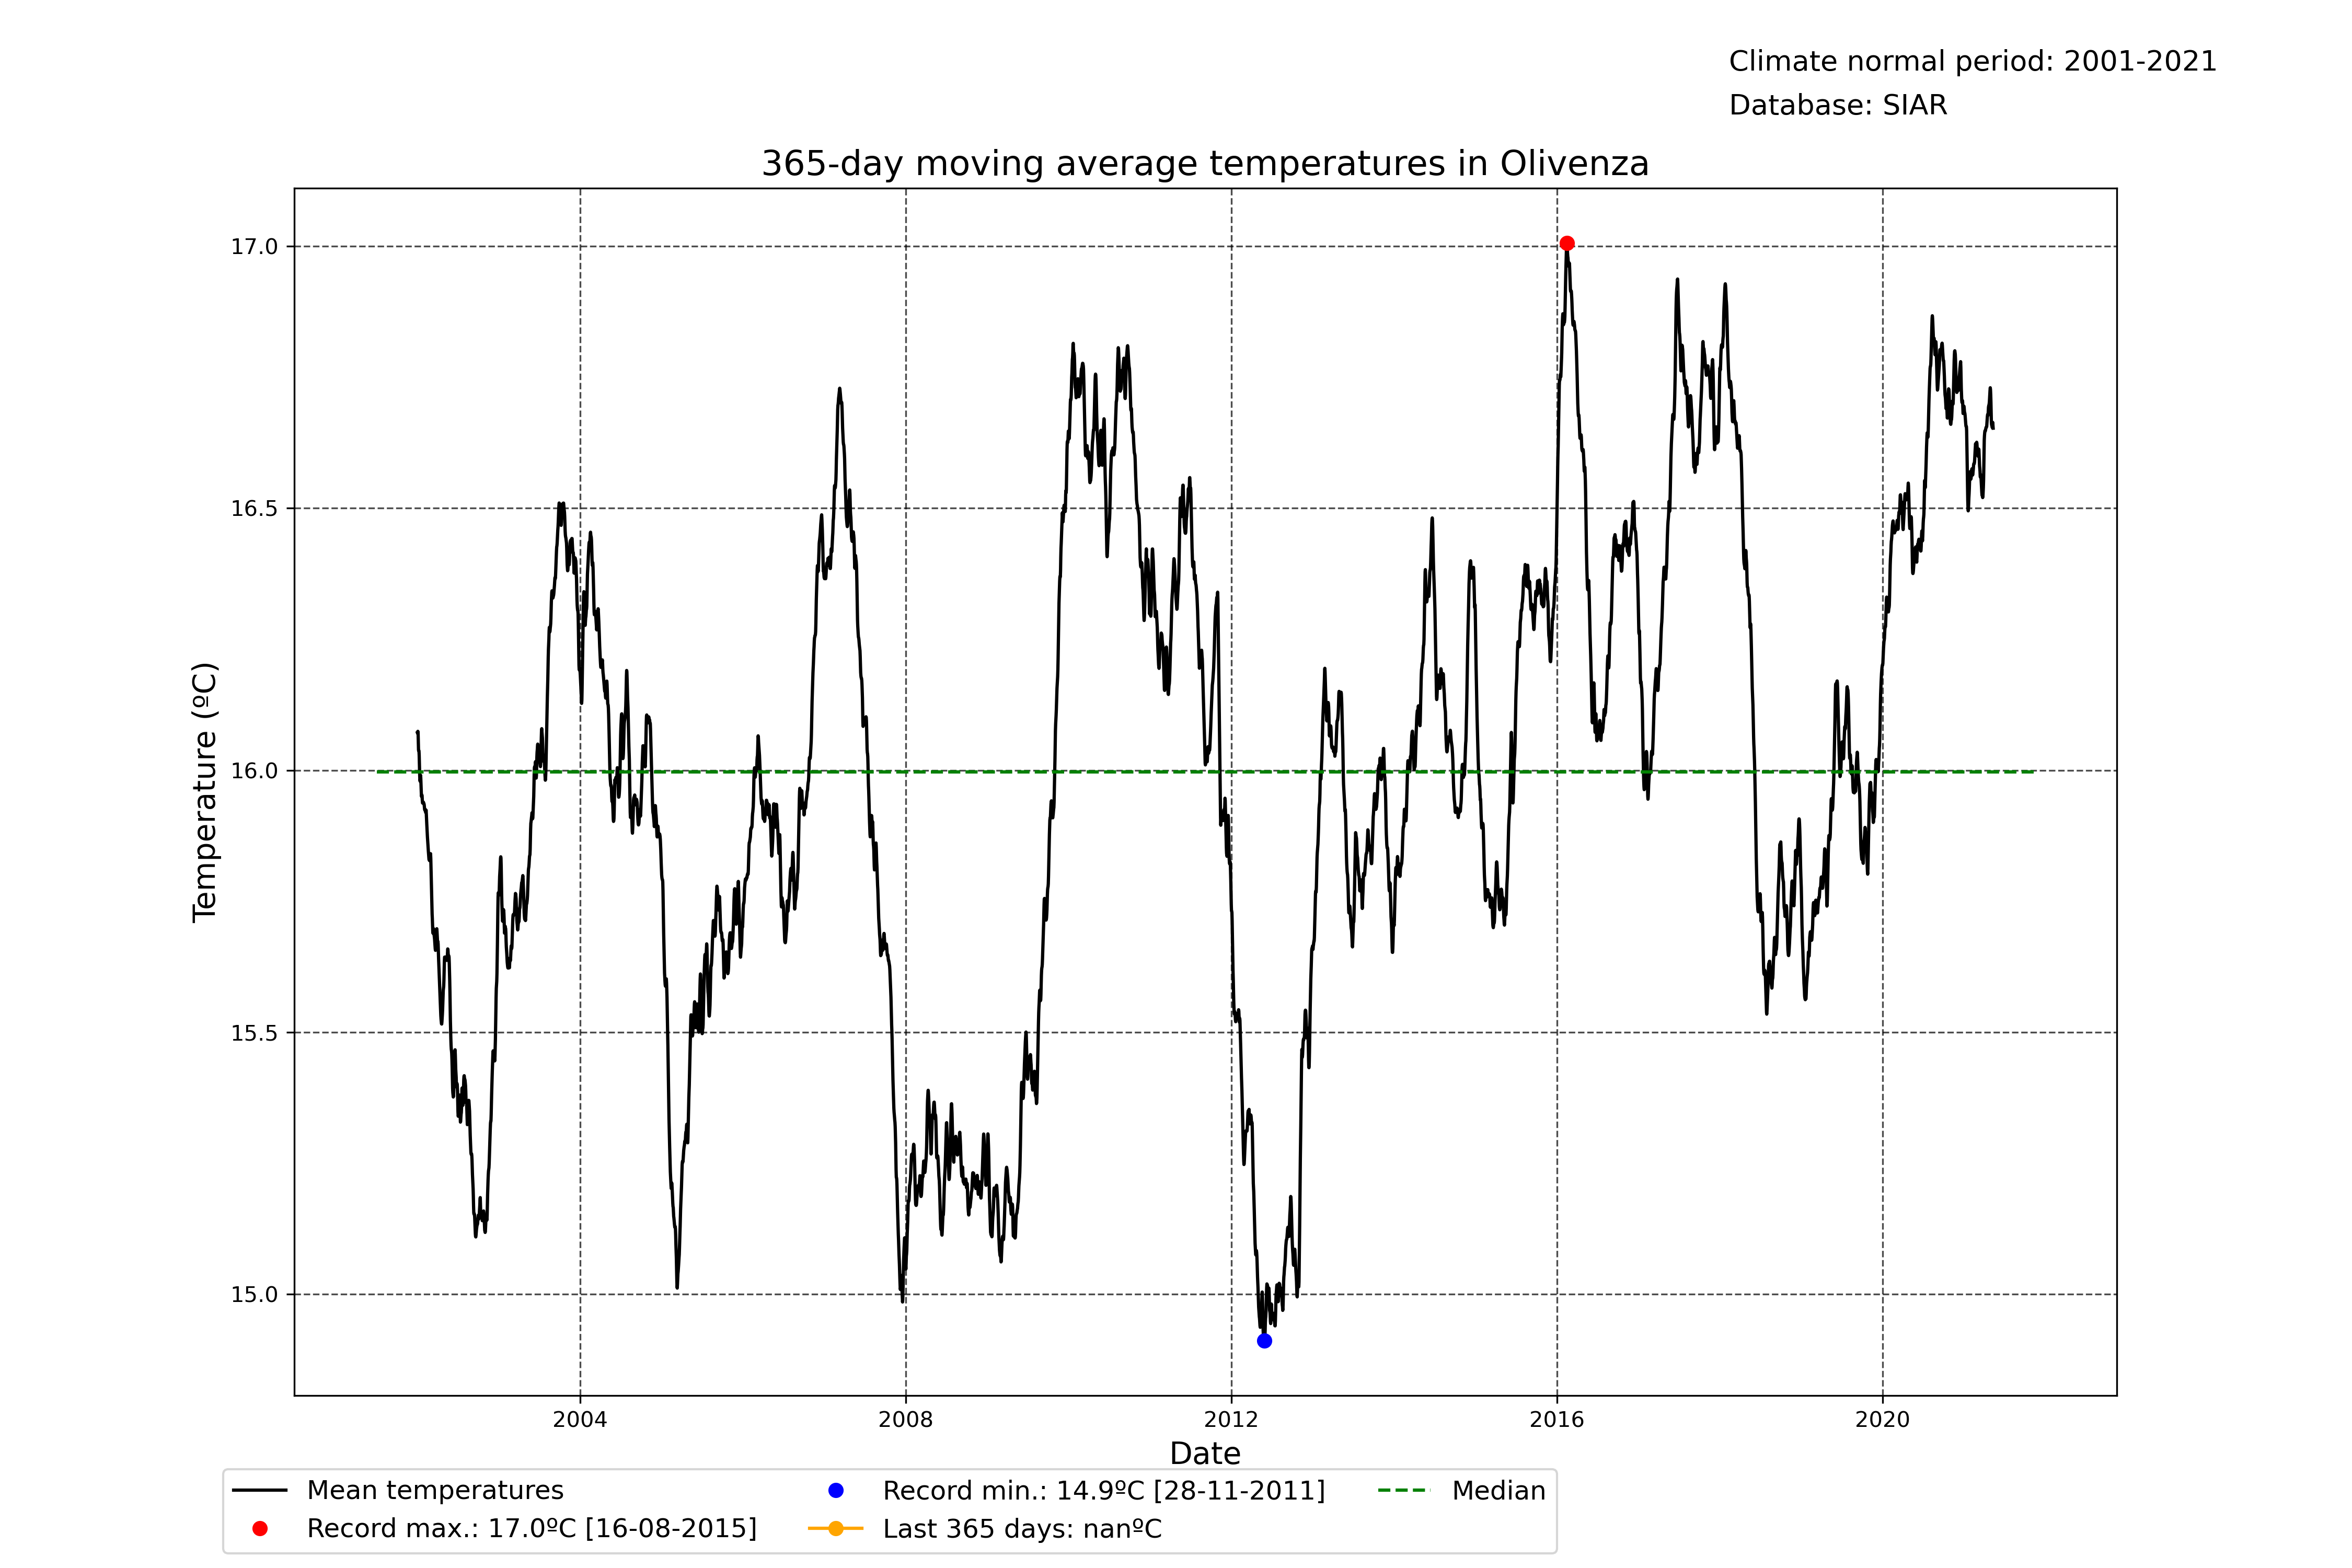 Climate normal period: 2001-2021
Database: SIAR
365-day moving average temperatures in Olivenza
17.0
16.5
16.0
15.5
15.0
Temperature (ºC)
2004 2008 2012 2016 2020
Date
Mean temperatures
Record max.: 17.0ºC [16-08-2015]
Record min.: 14.9ºC [28-11-2011]
Last 365 days: nanºC
Median